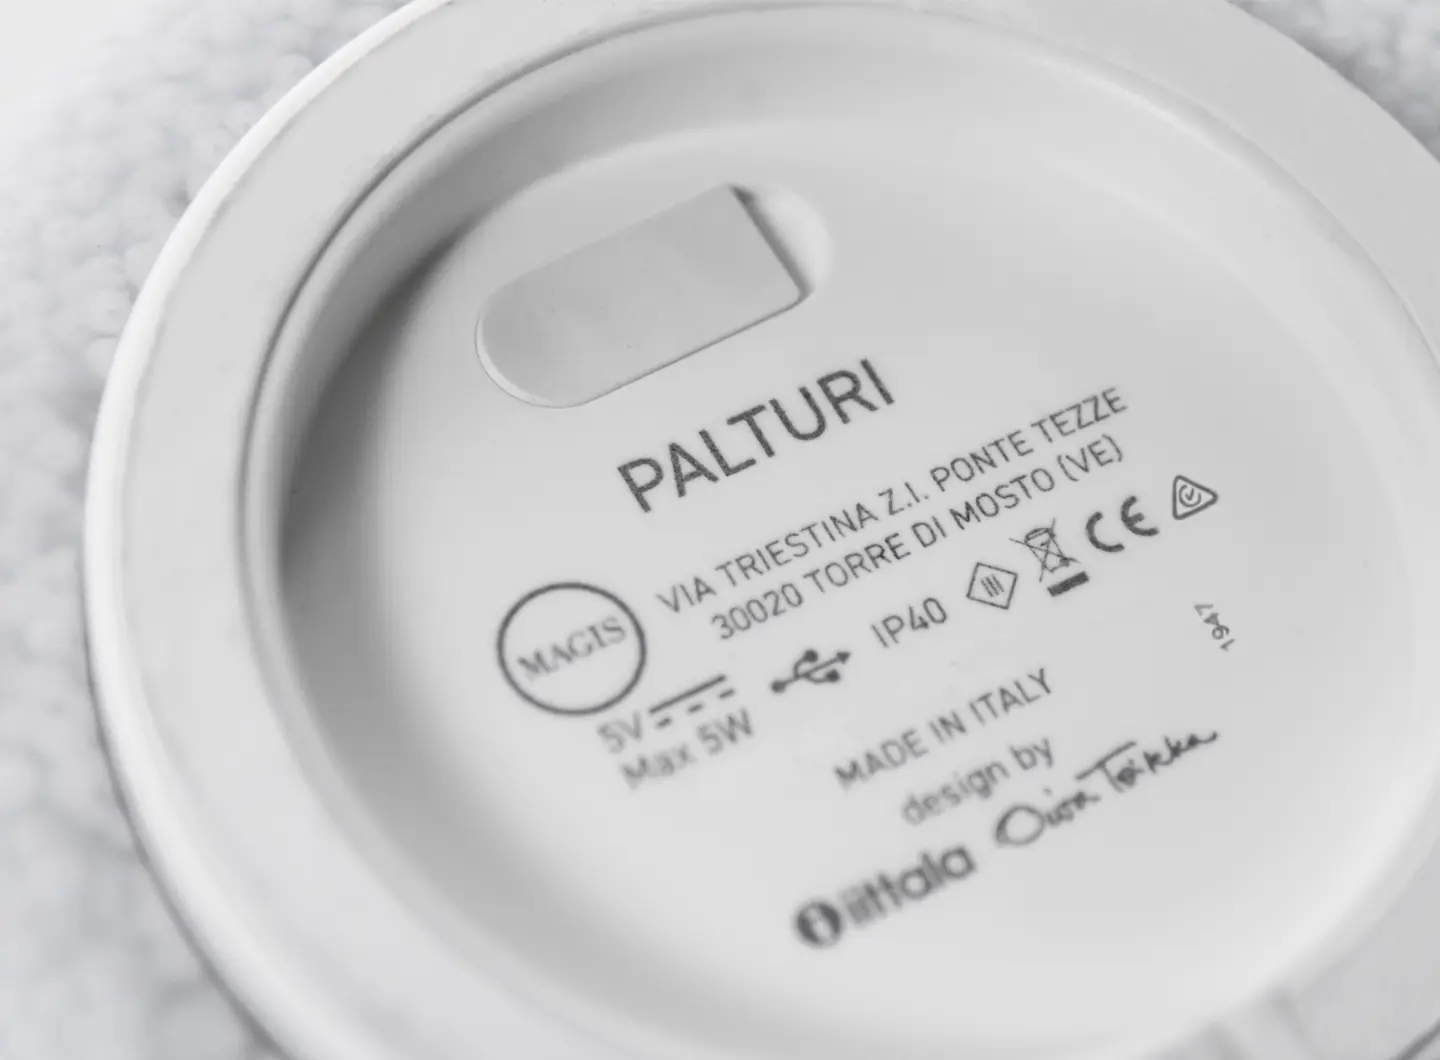 PALTURI
VIA TRIESTINA Z.I. PONTE TEZZE
30020 TORRE DI MOSTO (VE)
MAGIS
5V
Max 5W
IP40
III
CE
1947
MADE IN ITALY
design by
Oiva Toikka
iittala